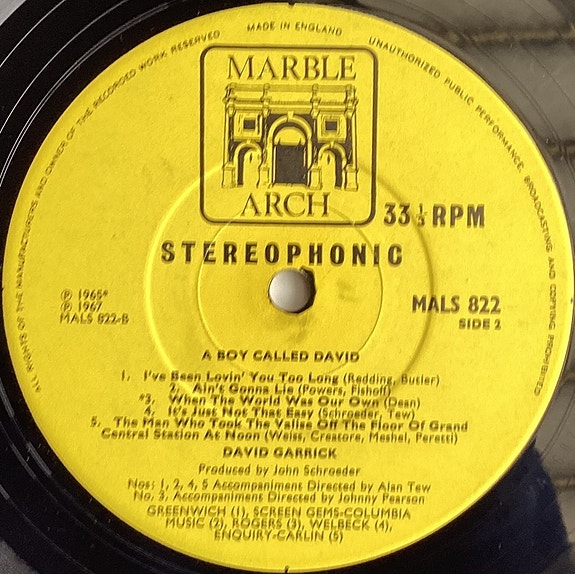 MADE IN ENGLAND
UNAUTHORIZED PUBLIC PERFORMANCE, BROADCASTING AND COPYING PROHIBITED
ALL RIGHTS OF THE MANUFACTURERS AND OWNER OF THE RECORDED WORK RESERVED
MARBLE
ARCH
33⅓ RPM
STEREOPHONIC
℗ 1965*
℗ 1967
MALS 822-B
MALS 822
SIDE 2
A BOY CALLED DAVID
1. I've Been Lovin' You Too Long (Redding, Butler)
2. Ain't Gonna Lie (Powers, Fishoff)
*3. When The World Was Our Own (Dean)
4. It's Just Not That Easy (Schroeder, Tew)
5. The Man Who Took The Valise Off The Floor Of Grand
Central Station At Noon (Weiss, Creatore, Meshel, Peretti)
DAVID GARRICK
Produced by John Schroeder
Nos: 1, 2, 4, 5 Accompaniment Directed by Alan Tew
No. 3. Accompaniment Directed by Johnny Pearson
GREENWICH (1), SCREEN GEMS-COLUMBIA
MUSIC (2), ROGERS (3), WELBECK (4),
ENQUIRY-CARLIN (5)